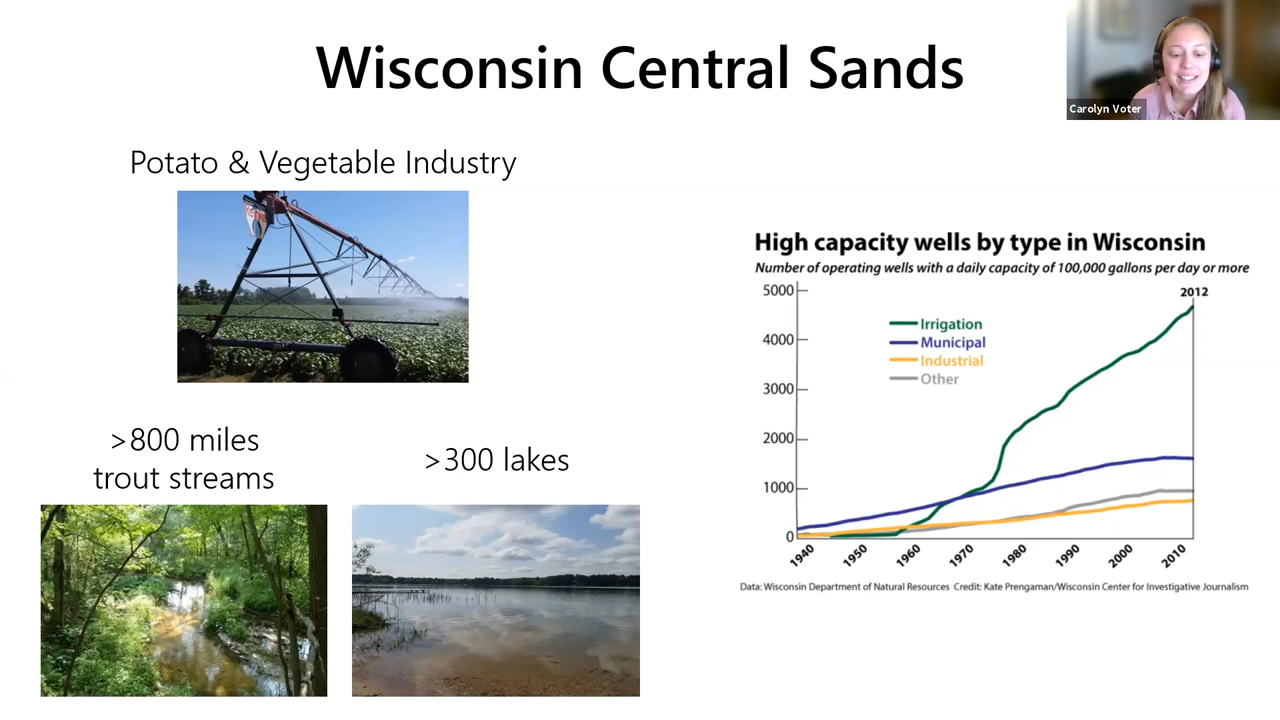 Wisconsin Central Sands
Carolyn Voter
Potato & Vegetable Industry
>800 miles
trout streams
>300 lakes
High capacity wells by type in Wisconsin
Number of operating wells with a daily capacity of 100,000 gallons per day or more
5000
4000
3000
2000
1000
0
2012
Irrigation
Municipal
Industrial
Other
1940
1950
1960
1970
1980
1990
2000
2010
Data: Wisconsin Department of Natural Resources Credit: Kate Prengaman/Wisconsin Center for Investigative Journalism